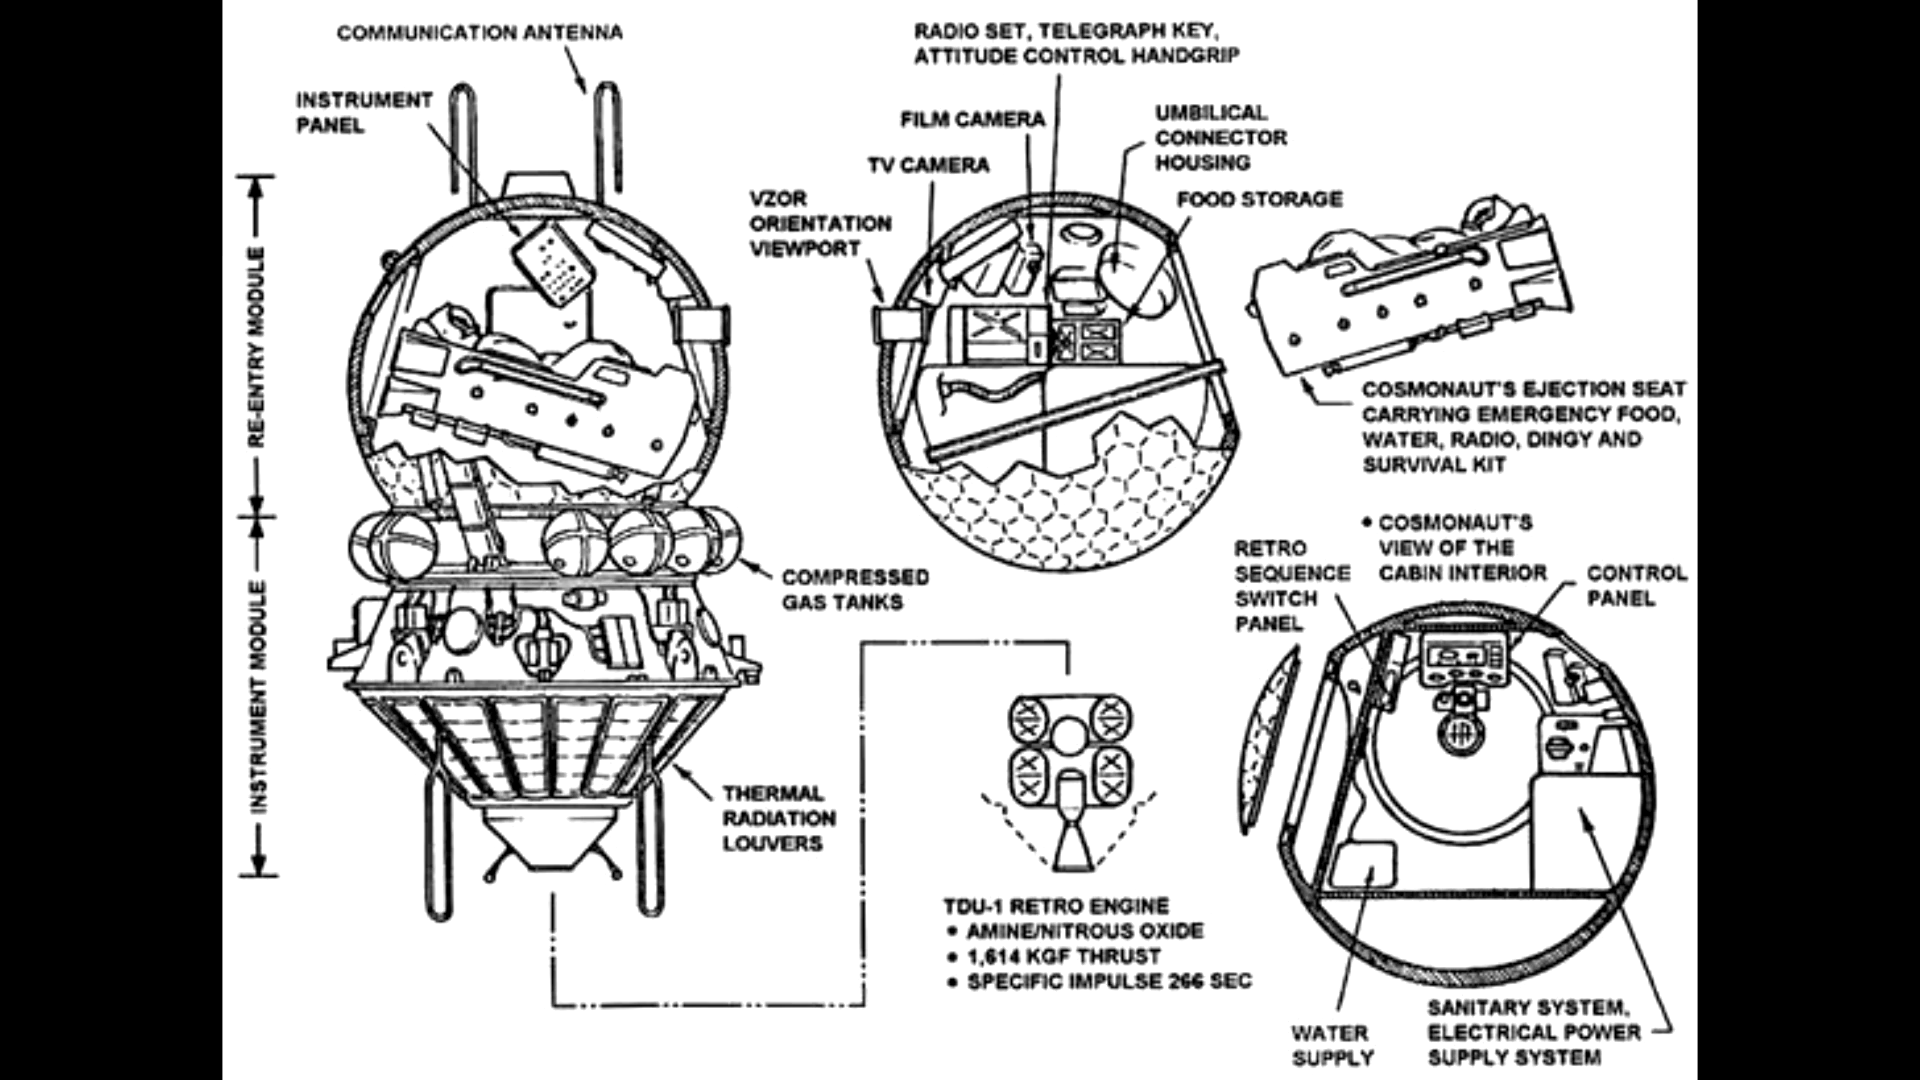 COMMUNICATION ANTENNA
INSTRUMENT
PANEL
RE-ENTRY MODULE
INSTRUMENT MODULE
COMPRESSED
GAS TANKS
THERMAL
RADIATION
LOUVERS
RADIO SET, TELEGRAPH KEY,
ATTITUDE CONTROL HANDGRIP
FILM CAMERA
TV CAMERA
VZOR
ORIENTATION
VIEWPORT
UMBILICAL
CONNECTOR
HOUSING
FOOD STORAGE
COSMONAUT'S EJECTION SEAT
CARRYING EMERGENCY FOOD,
WATER, RADIO, DINGY AND
SURVIVAL KIT
• COSMONAUT'S
VIEW OF THE
CABIN INTERIOR
RETRO
SEQUENCE
SWITCH
PANEL
CONTROL
PANEL
TDU-1 RETRO ENGINE
• AMINE/NITROUS OXIDE
• 1,614 KGF THRUST
• SPECIFIC IMPULSE 266 SEC
WATER
SUPPLY
SANITARY SYSTEM,
ELECTRICAL POWER
SUPPLY SYSTEM